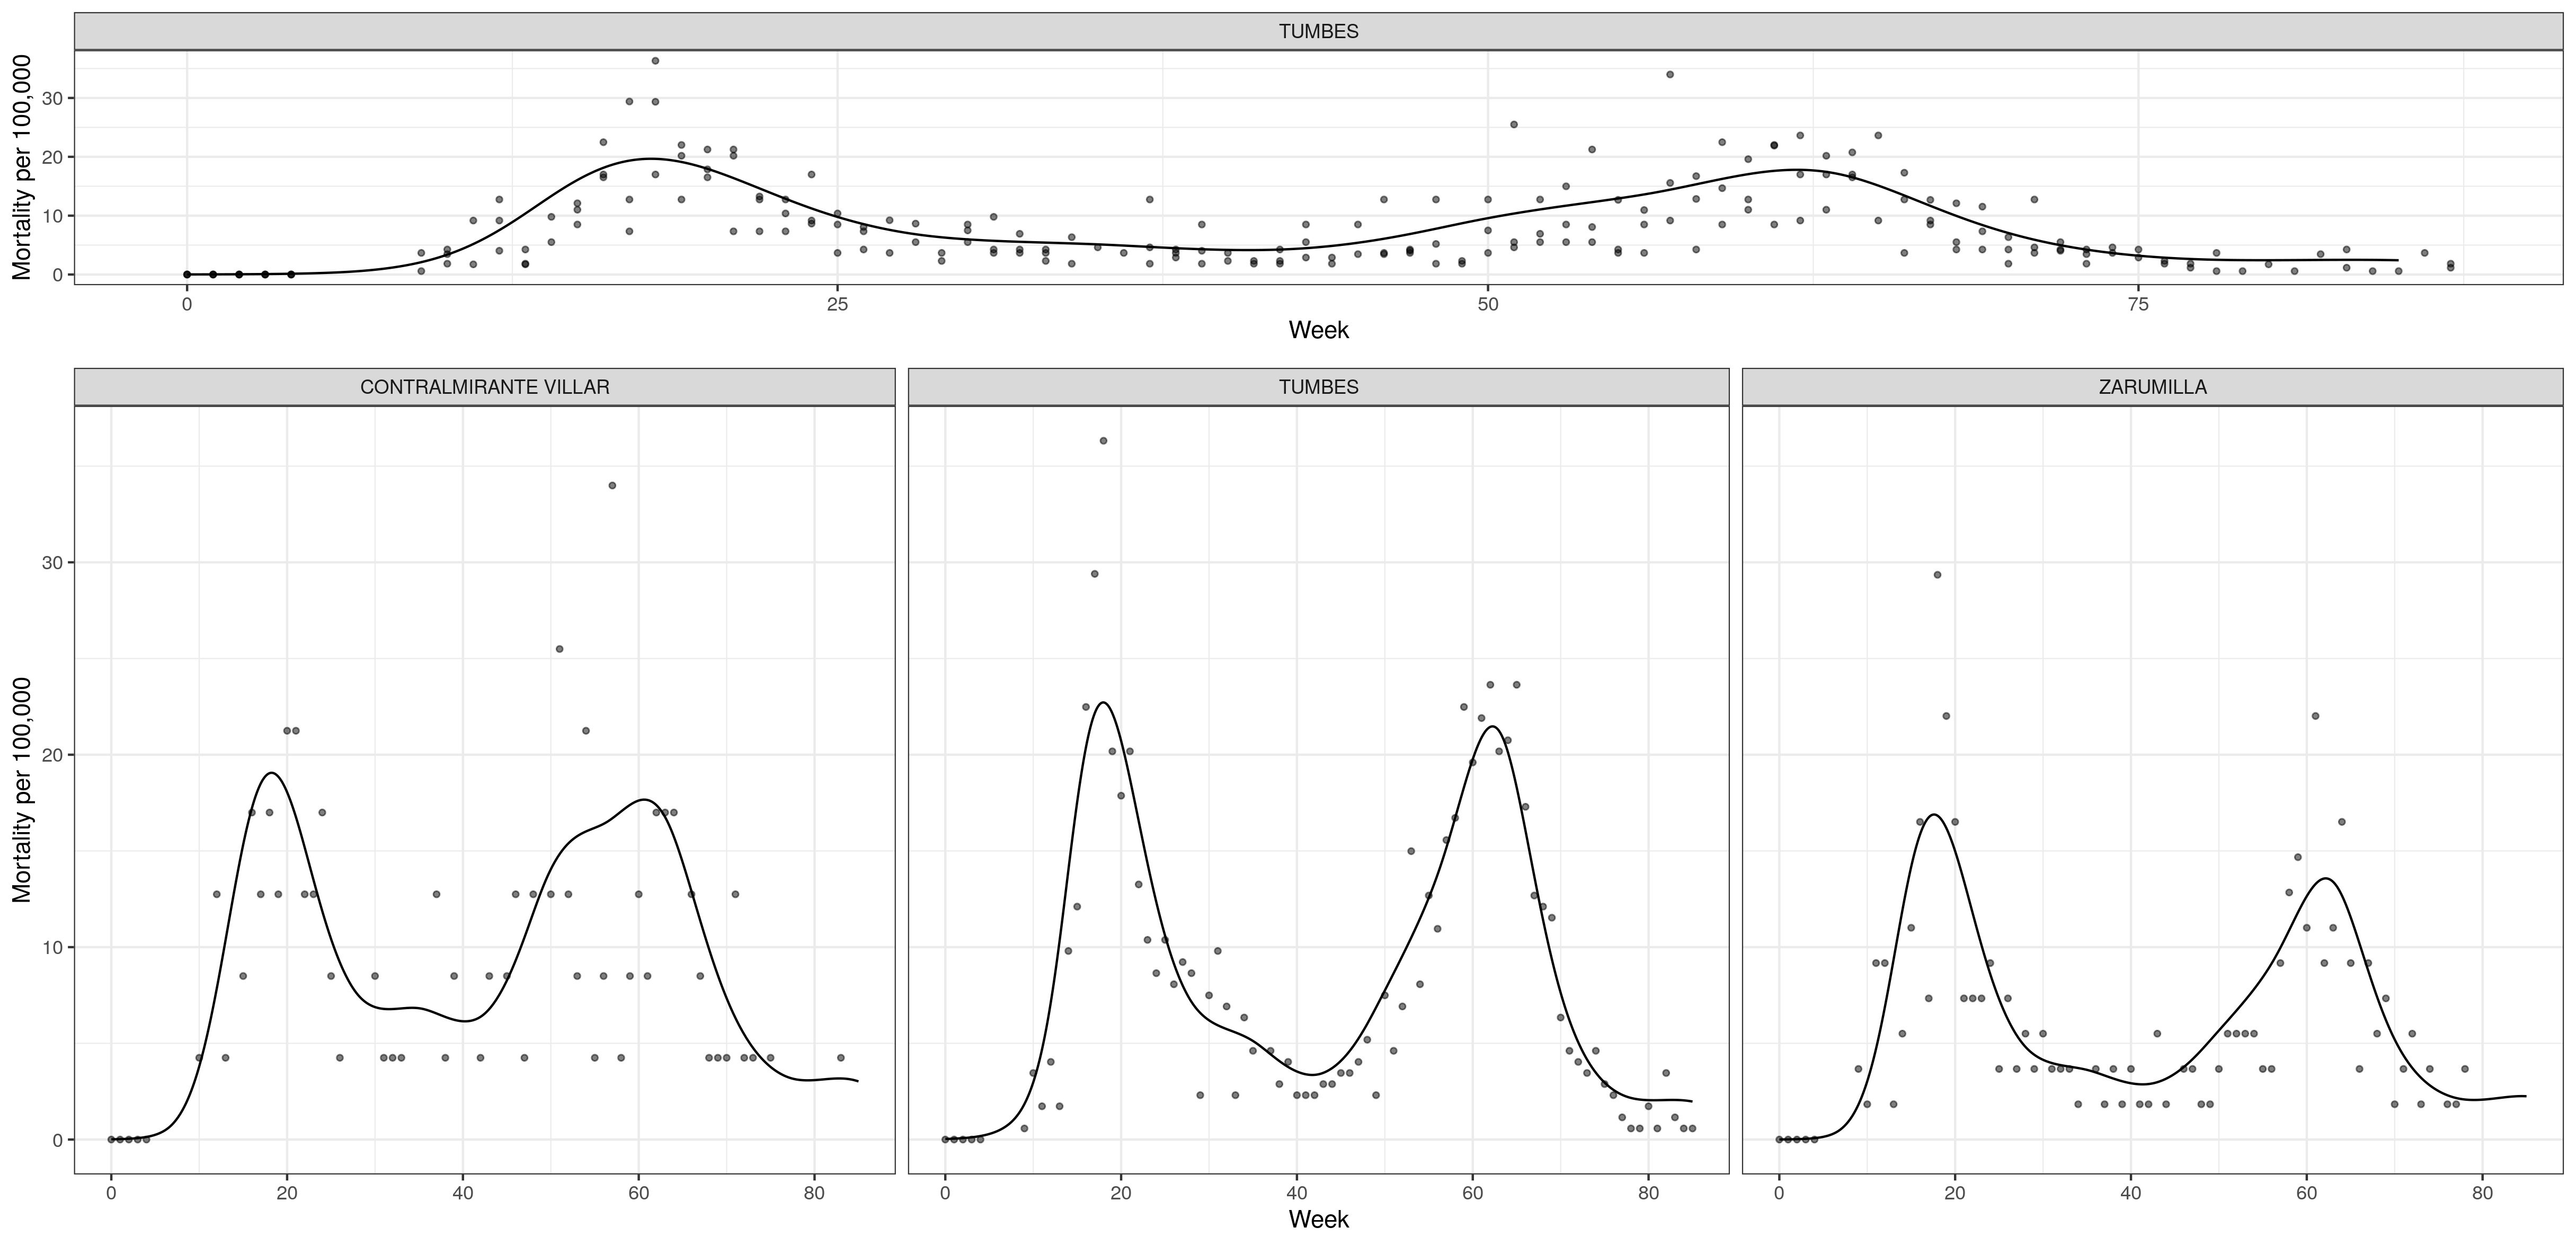 TUMBES
Mortality per 100,000
30
20
10
0
0 25 50 75
Week
CONTRALMIRANTE VILLAR TUMBES ZARUMILLA
Mortality per 100,000
30
20
10
0
0 20 40 60 80 0 20 40 60 80 0 20 40 60 80
Week